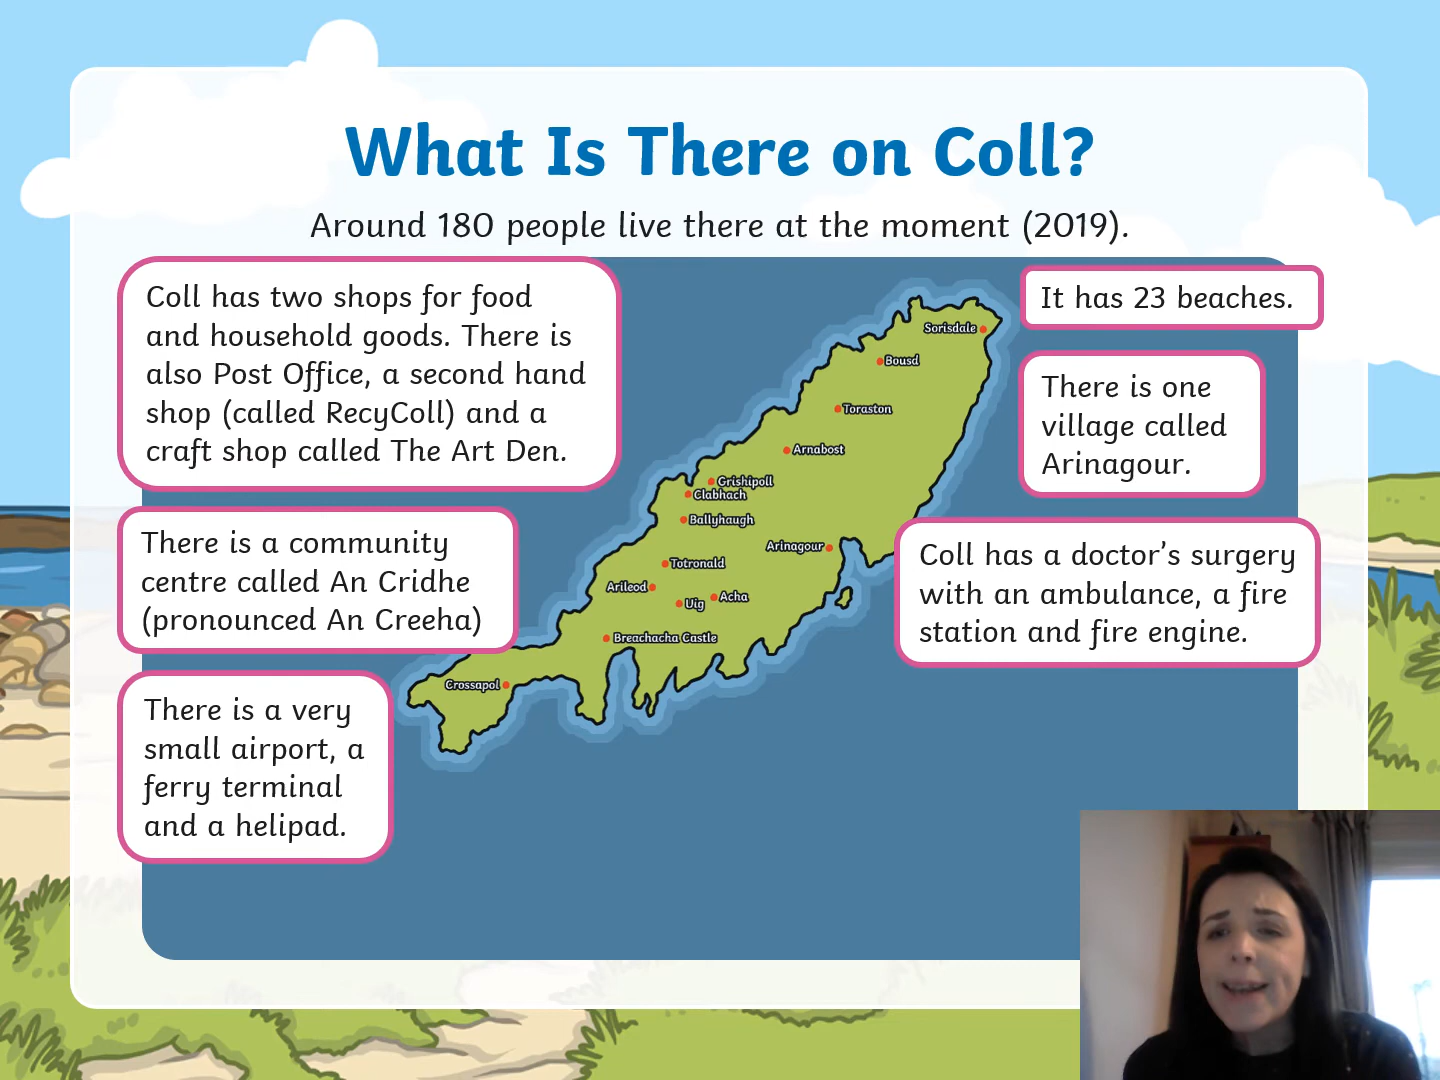 What Is There on Coll?
Around 180 people live there at the moment (2019).
Coll has two shops for food
and household goods. There is
also Post Office, a second hand
shop (called RecyColl) and a
craft shop called The Art Den.
There is a community
centre called An Cridhe
(pronounced An Creeha)
There is a very
small airport, a
ferry terminal
and a helipad.
It has 23 beaches.
There is one
village called
Arinagour.
Coll has a doctor's surgery
with an ambulance, a fire
station and fire engine.
Sorisdale
Bousd
Toraston
Arnabost
Grishipoll
Clabhach
Ballyhaugh
Arinagour
Totronald
Arileod
Acha
Uig
Breachacha Castle
Crossapol